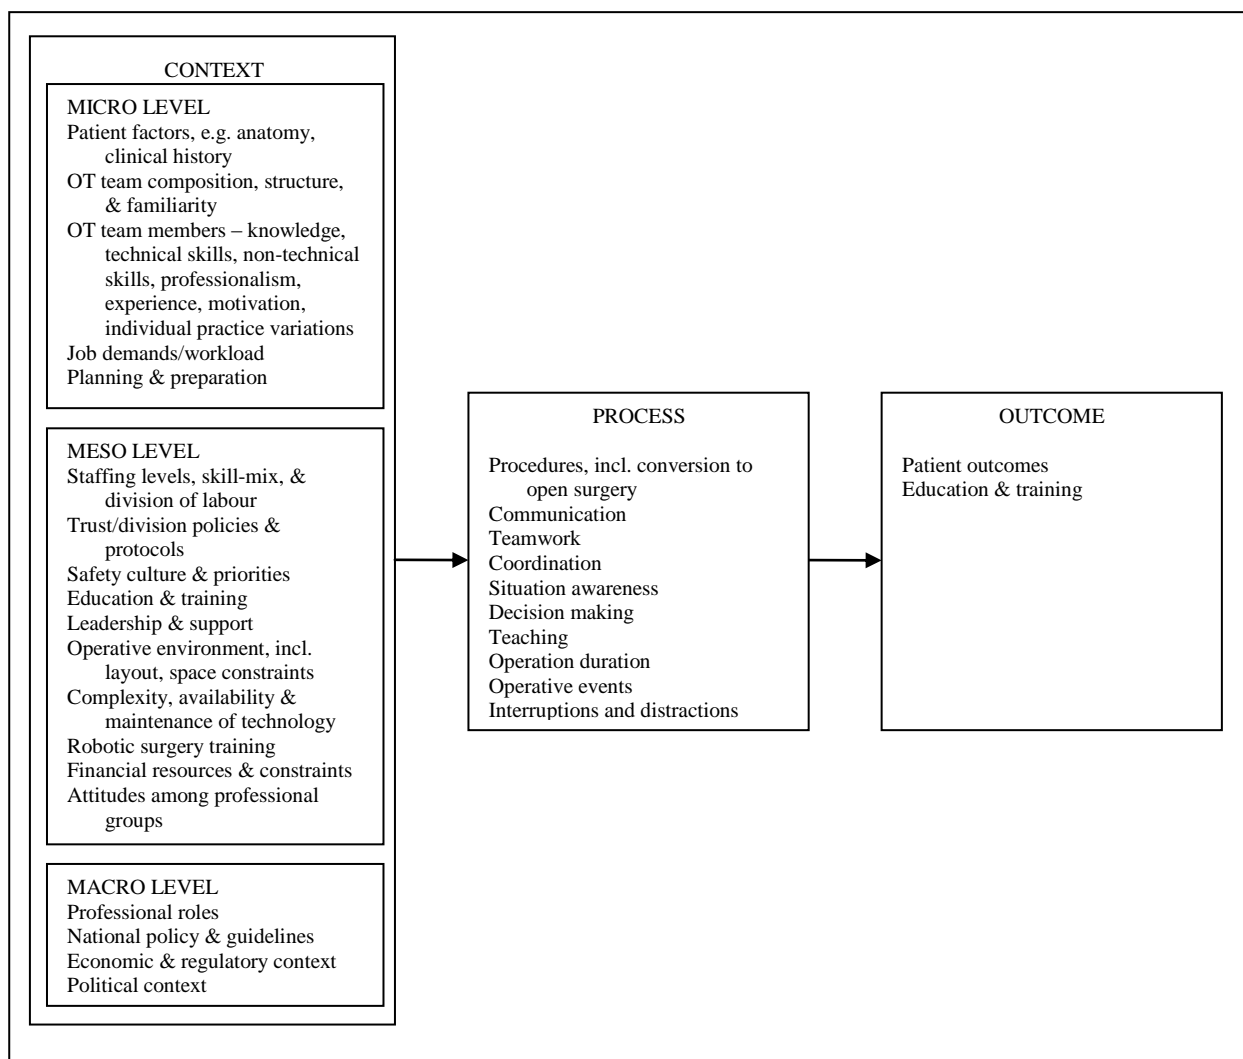 CONTEXT
MICRO LEVEL
Patient factors, e.g. anatomy,
clinical history
OT team composition, structure,
& familiarity
OT team members – knowledge,
technical skills, non-technical
skills, professionalism,
experience, motivation,
individual practice variations
Job demands/workload
Planning & preparation
MESO LEVEL
Staffing levels, skill-mix, &
division of labour
Trust/division policies &
protocols
Safety culture & priorities
Education & training
Leadership & support
Operative environment, incl.
layout, space constraints
Complexity, availability &
maintenance of technology
Robotic surgery training
Financial resources & constraints
Attitudes among professional
groups
MACRO LEVEL
Professional roles
National policy & guidelines
Economic & regulatory context
Political context
PROCESS
Procedures, incl. conversion to
open surgery
Communication
Teamwork
Coordination
Situation awareness
Decision making
Teaching
Operation duration
Operative events
Interruptions and distractions
OUTCOME
Patient outcomes
Education & training